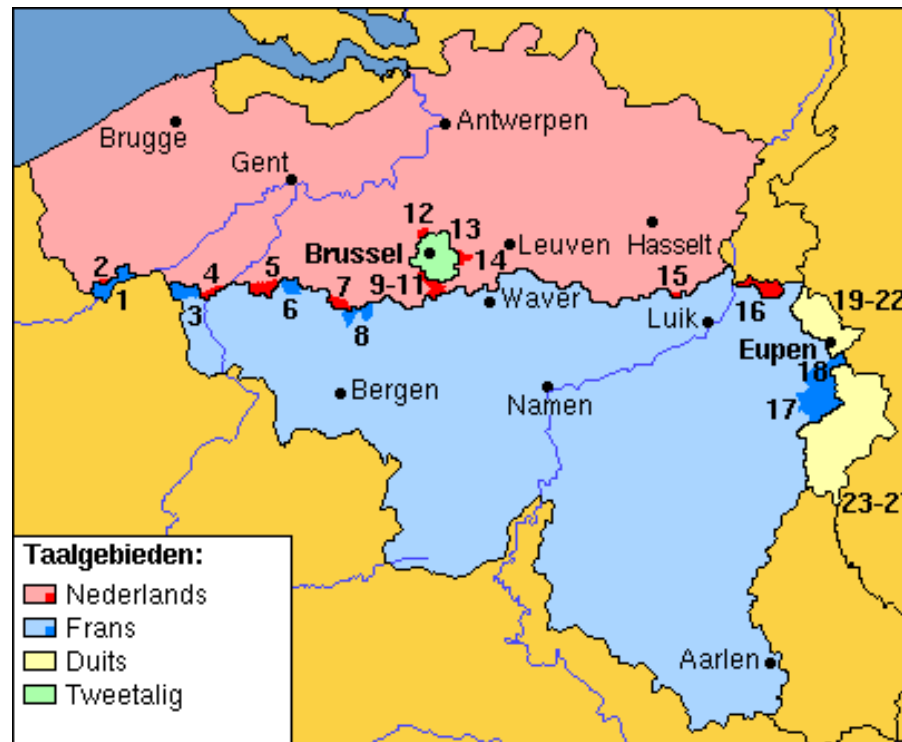 Brugge
Antwerpen
Gent
12
13
Brussel
Leuven
Hasselt
14
2
1
3
4
5
6
7
8
9-11
Waver
15
16
19-22
Luik
Eupen
18
17
Bergen
Namen
23-27
Aarlen
Taalgebieden:
Nederlands
Frans
Duits
Tweetalig